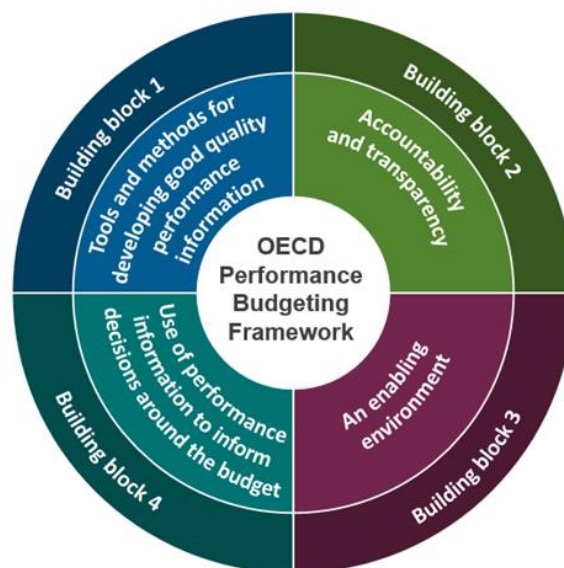 Building block 1
Tools and methods for
developing good quality
performance
information
Building block 2
Accountability
and transparency
OECD
Performance
Budgeting
Framework
Building block 3
An enabling
environment
Building block 4
Use of performance
information to inform
decisions around the budget